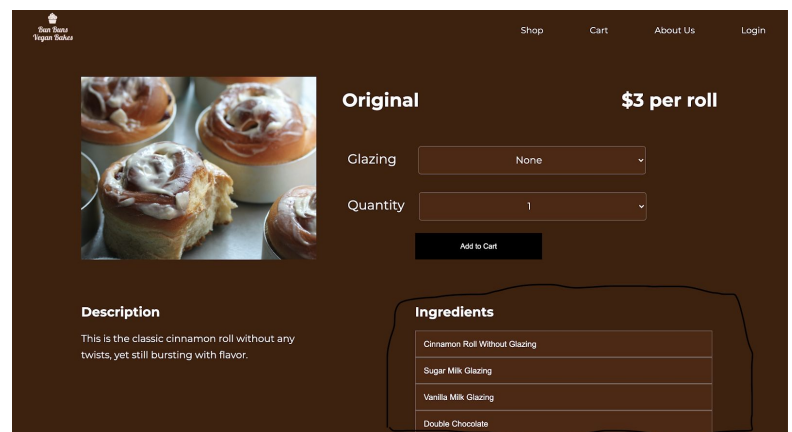 Bun Buns
Vegan Bakes
Shop Cart About Us Login
Original $3 per roll
Glazing None
Quantity 1
Add to Cart
Description
This is the classic cinnamon roll without any
twists, yet still bursting with flavor.
Ingredients
Cinnamon Roll Without Glazing
Sugar Milk Glazing
Vanilla Milk Glazing
Double Chocolate